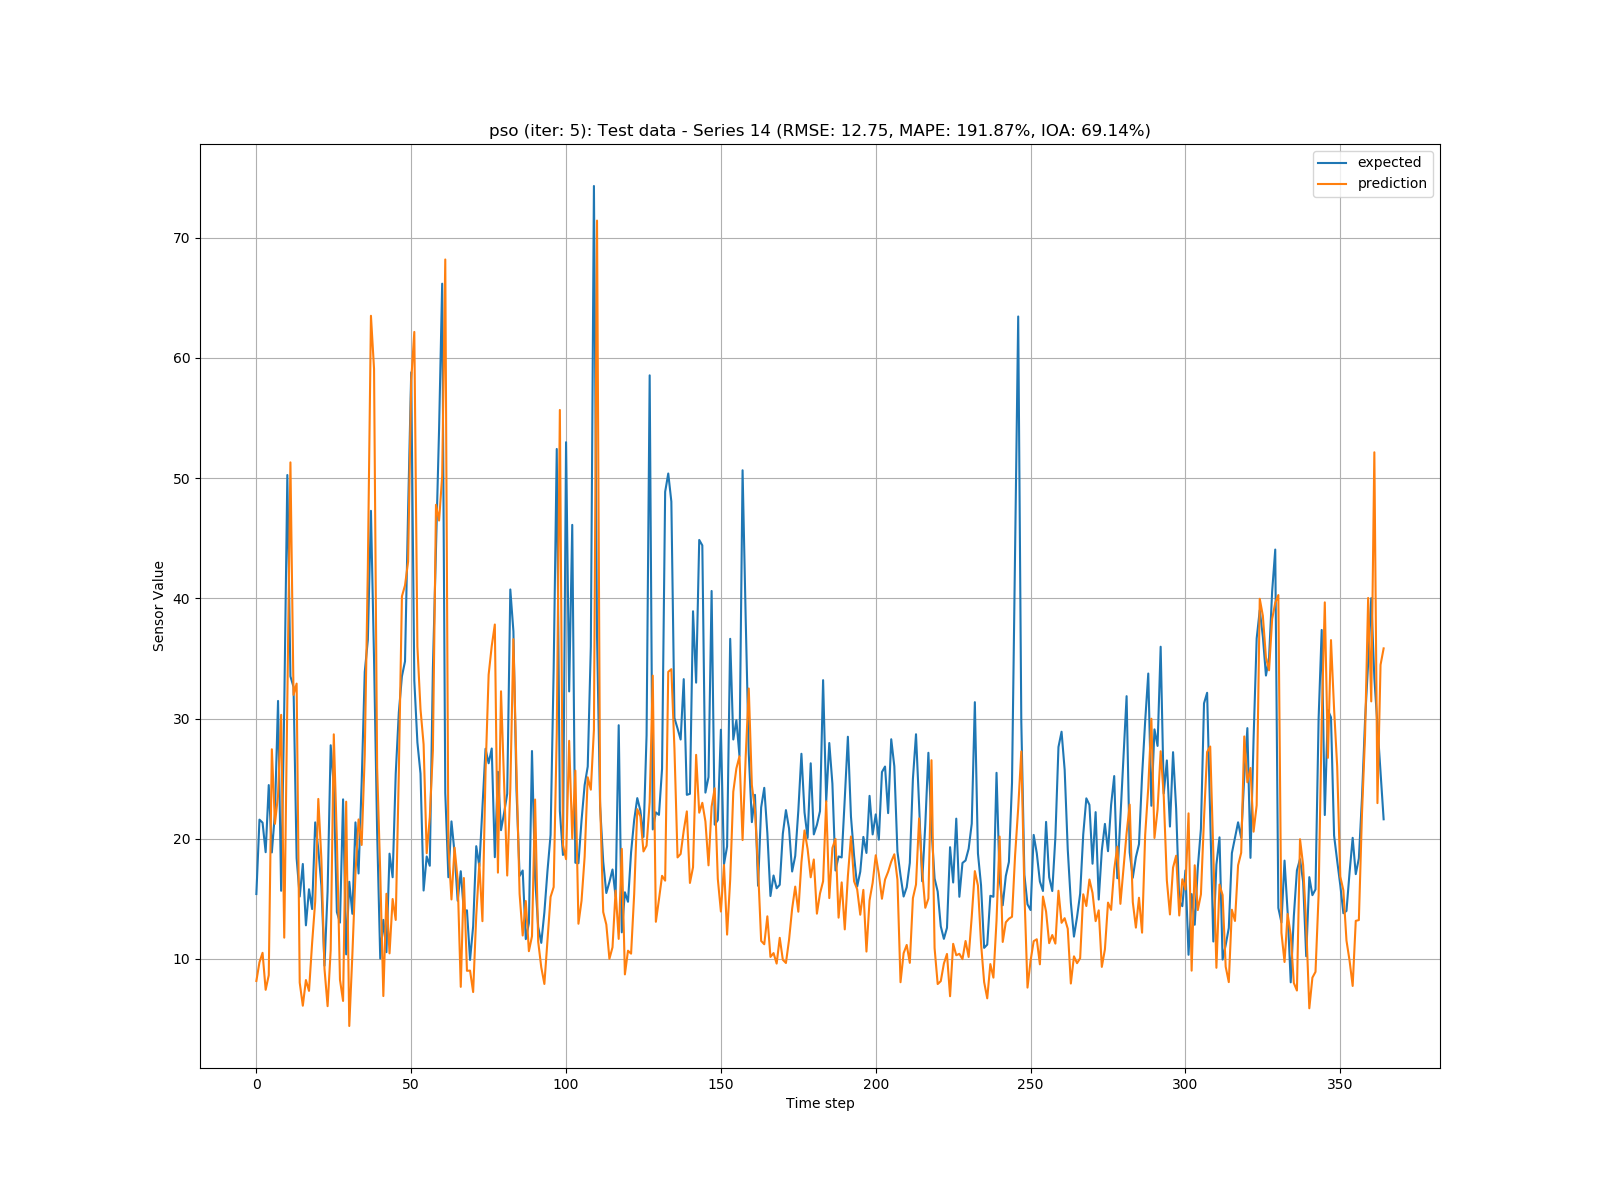 pso (iter: 5): Test data - Series 14 (RMSE: 12.75, MAPE: 191.87%, IOA: 69.14%)
expected
prediction
70
60
50
40
30
20
10
Sensor Value
0 50 100 150 200 250 300 350
Time step